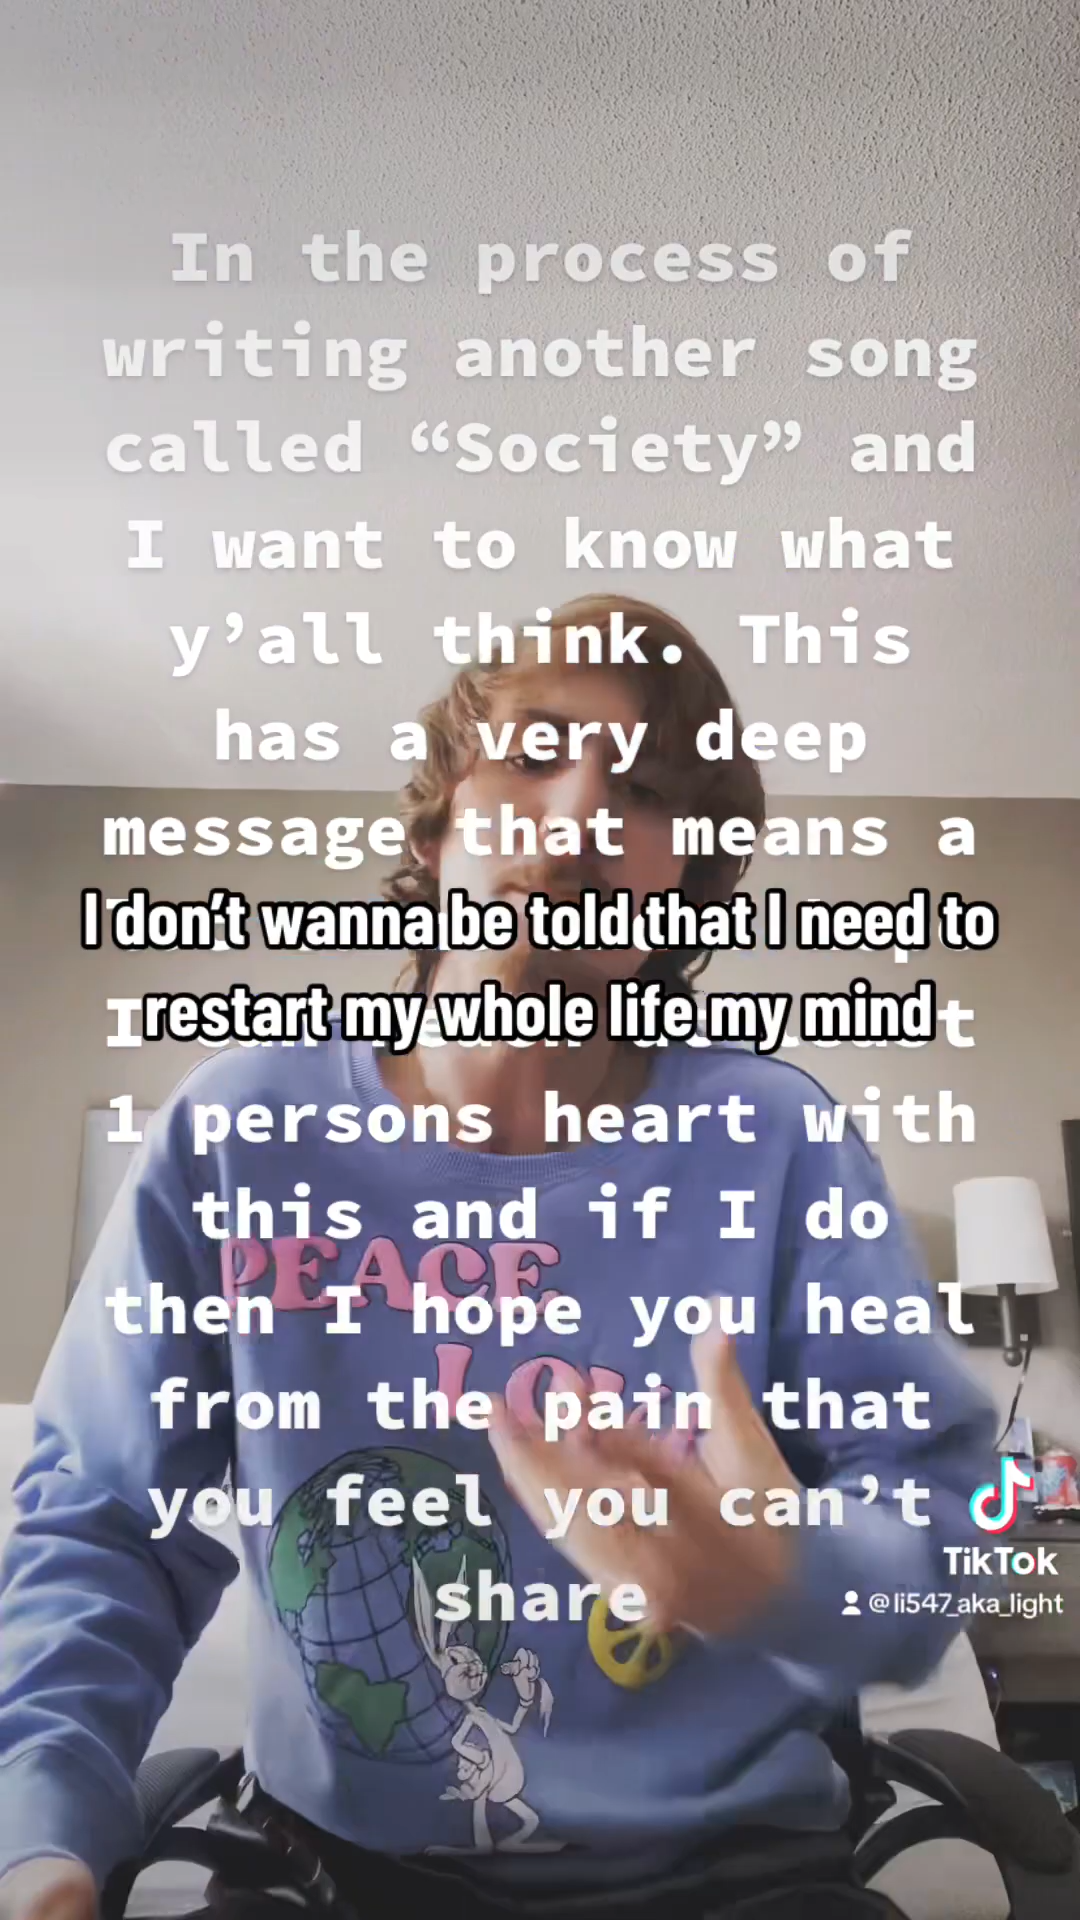 In the process of
writing another song
called “Society” and
I want to know what
y’all think. This
has a very deep
message that means a
I don’t wanna be told that I need to
restart my whole life my mind
I
1 persons heart with
this and if I do
then I hope you heal
from the pain that
you feel you can’t
share
PEACE
LOV
TikTok
@li547_aka_light